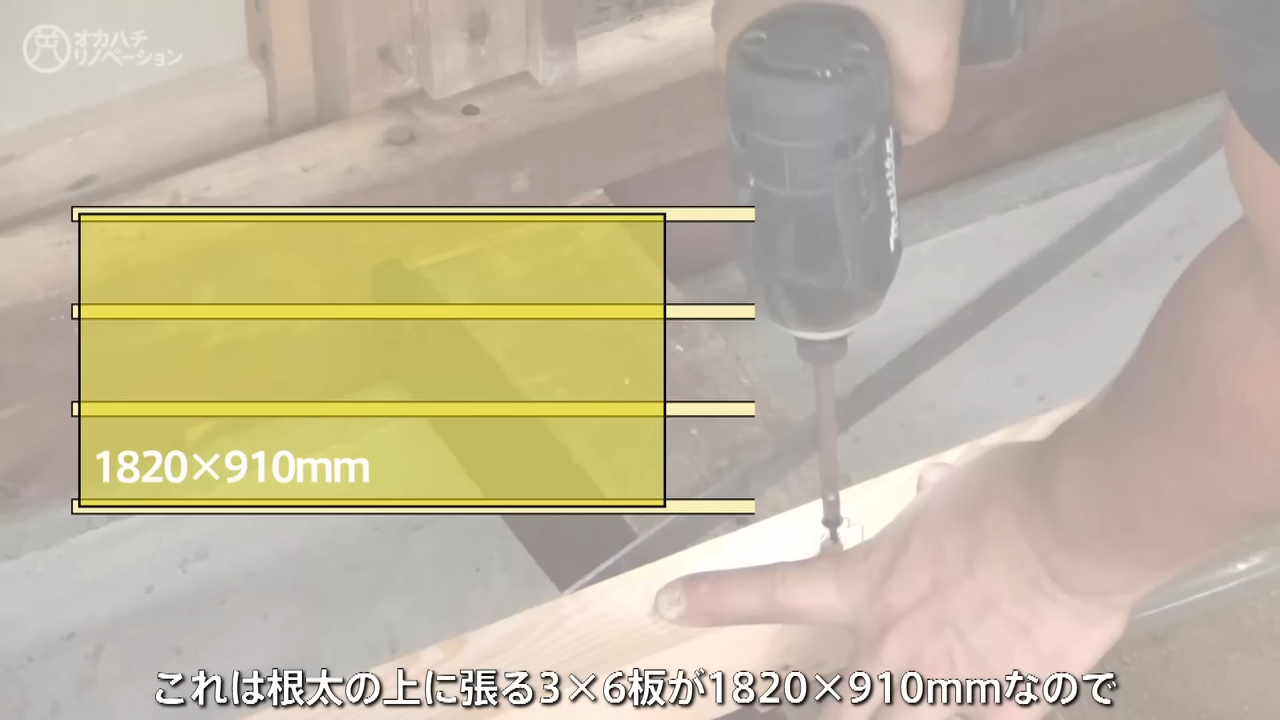 オカハチ
リノベーション
makita
1820×910mm
これは根太の上に張る3×6板が1820×910mmなので